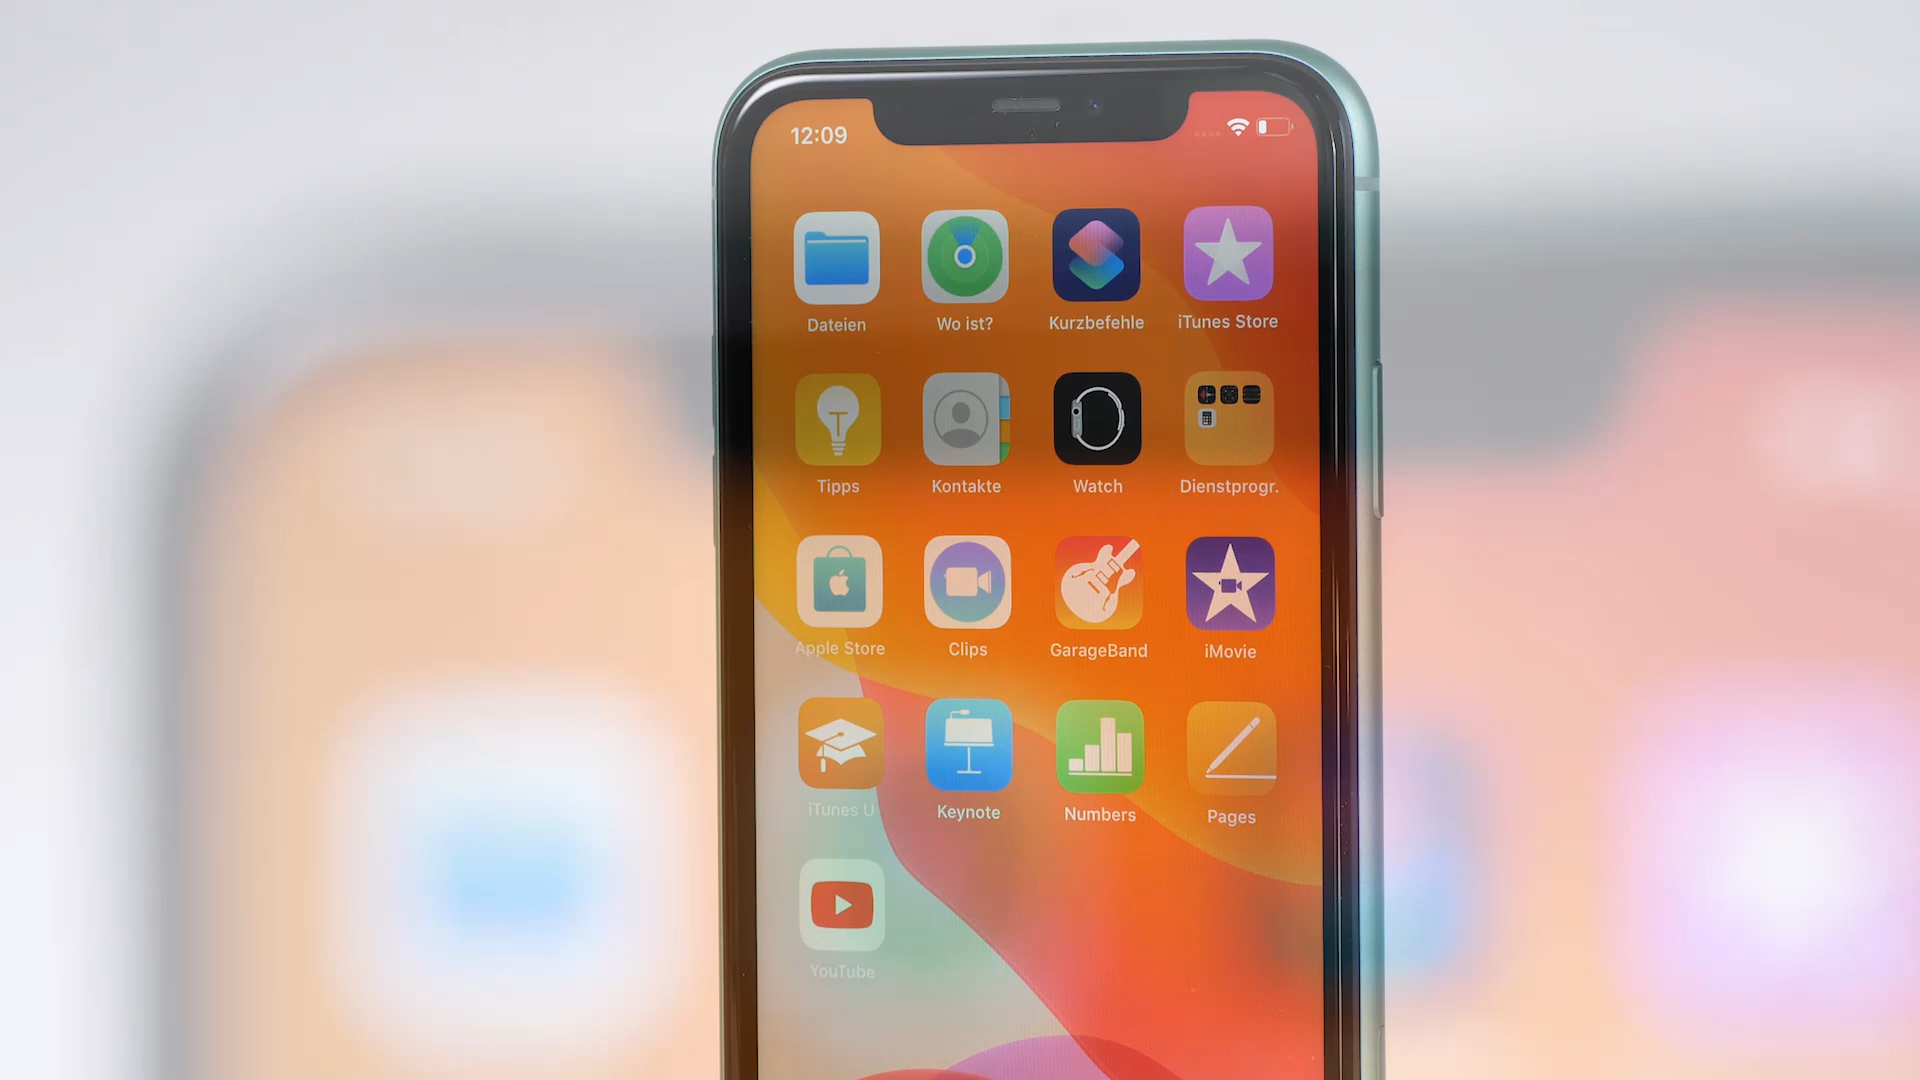 12:09
Dateien Wo ist? Kurzbefehle iTunes Store
Tipps Kontakte Watch Dienstprogr.
Apple Store Clips GarageBand iMovie
iTunes U Keynote Numbers Pages
YouTube